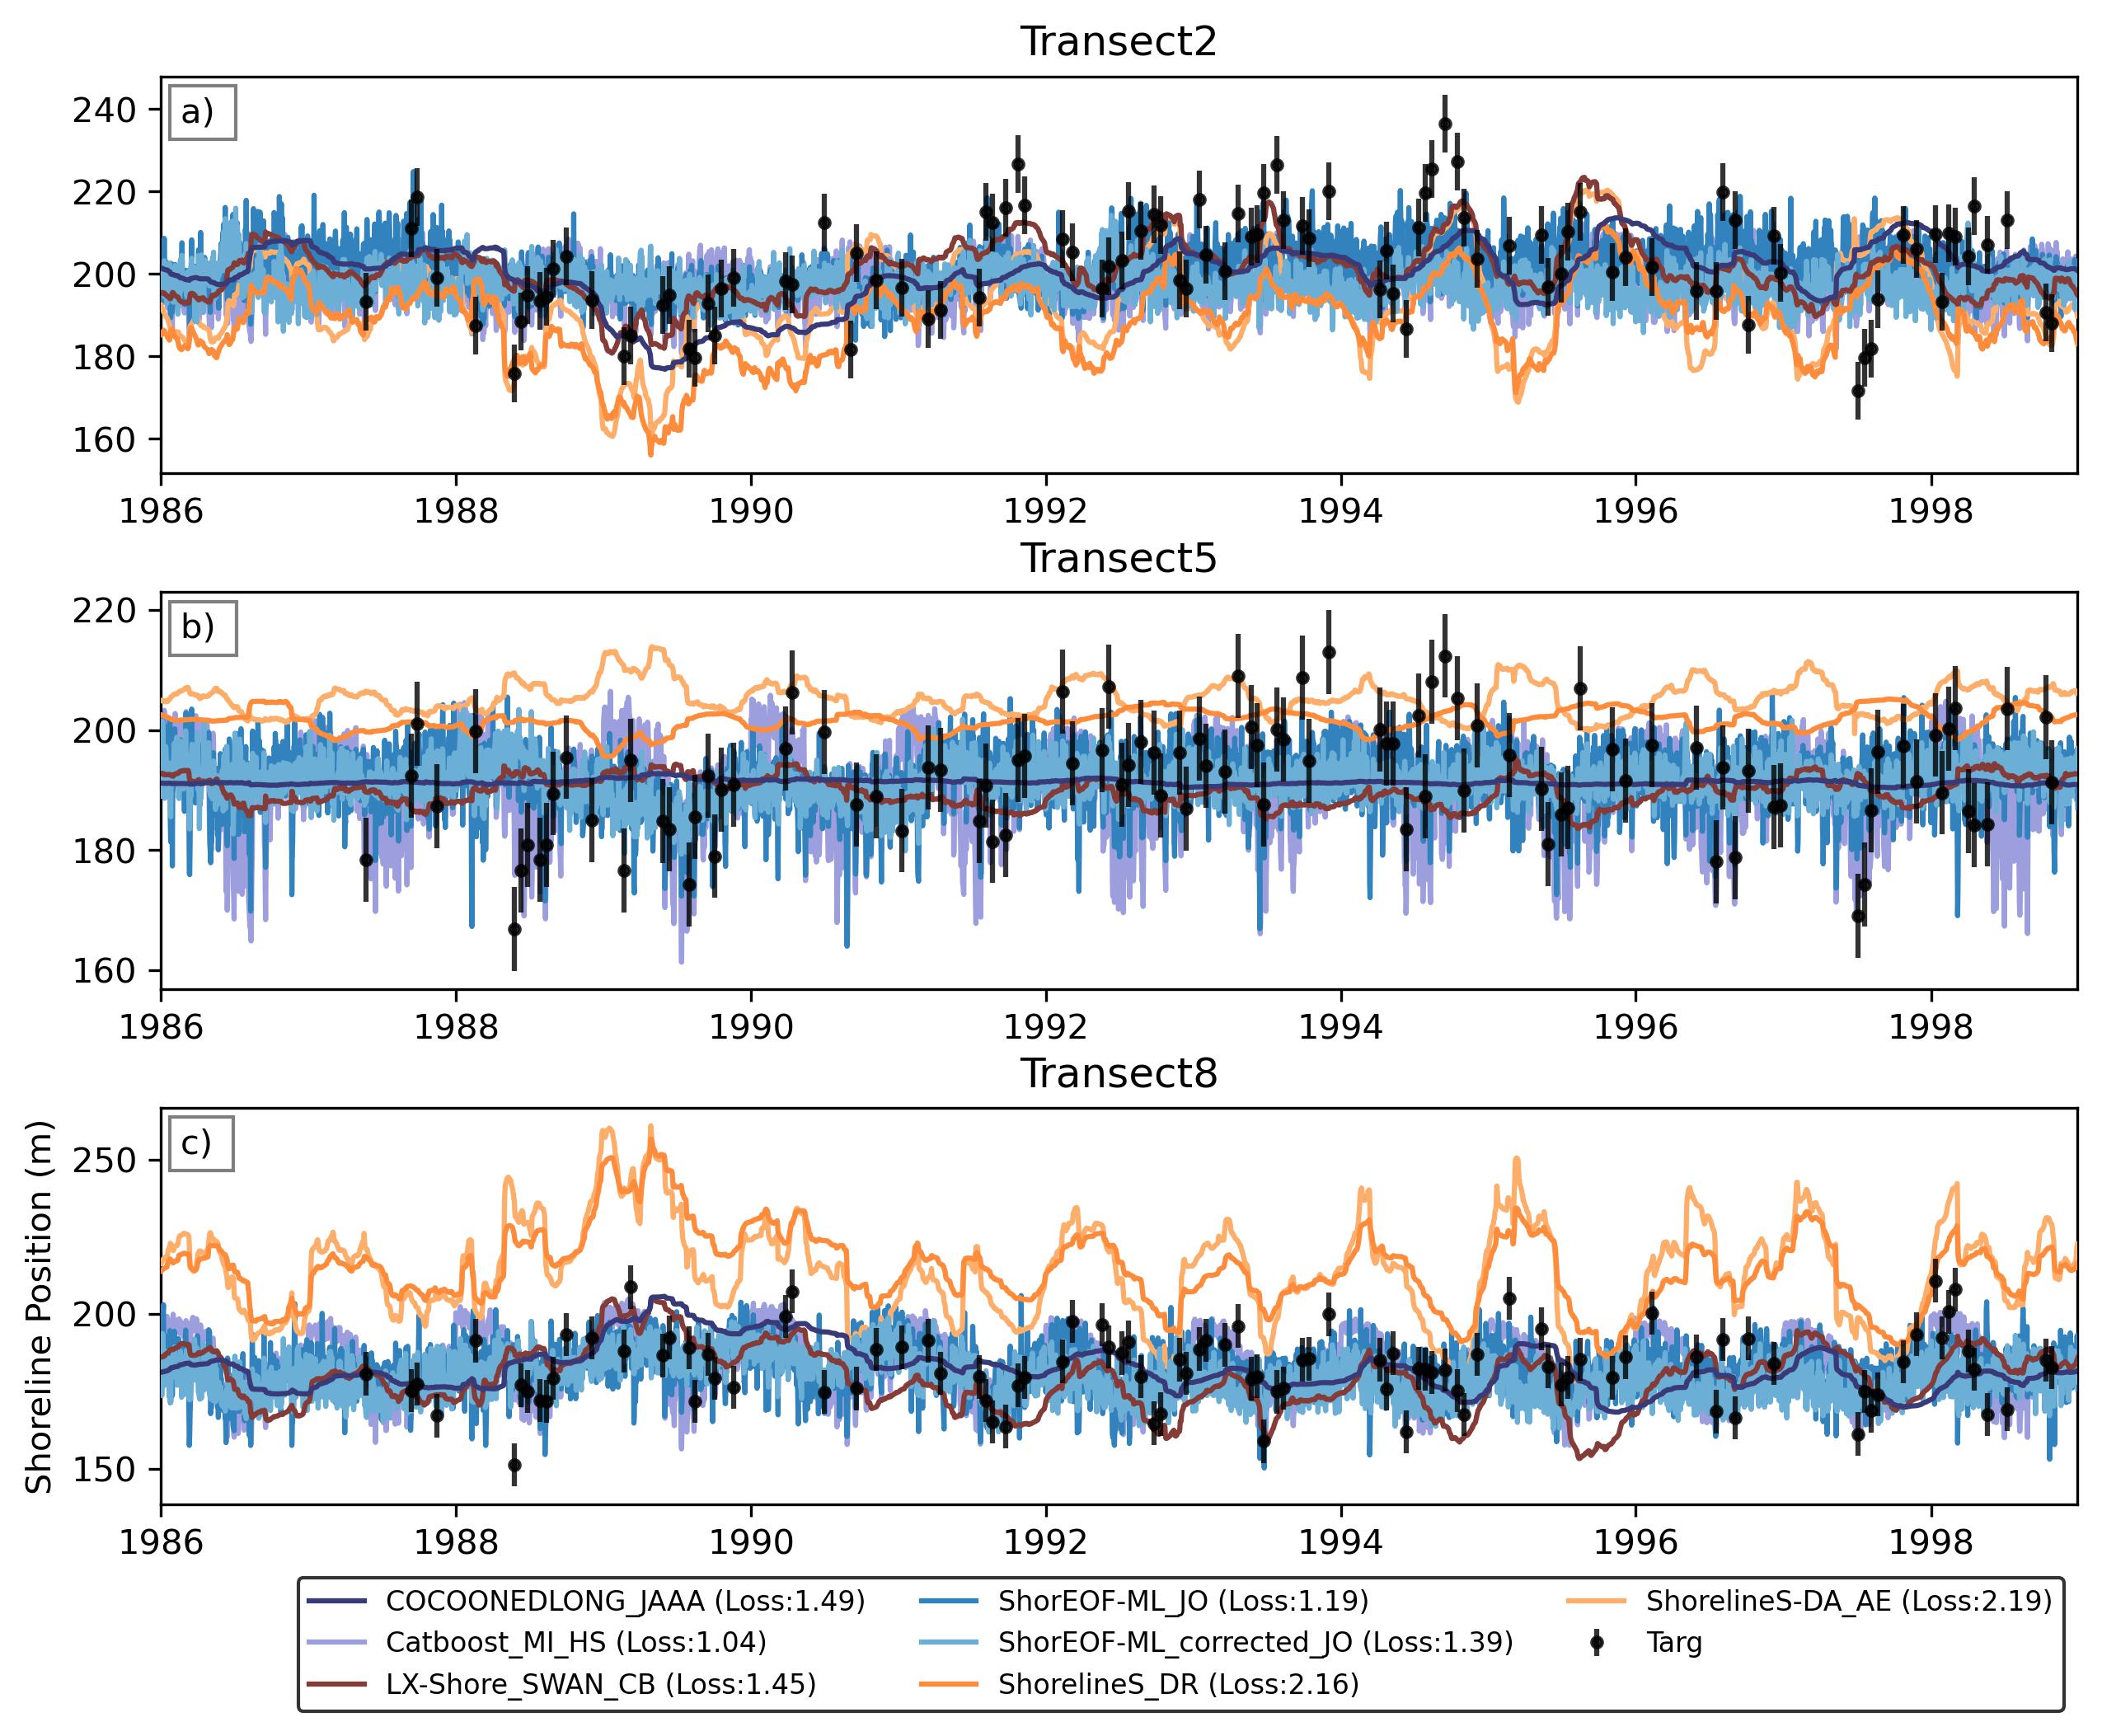 Transect2
a)
240
220
200
180
160
1986 1988 1990 1992 1994 1996 1998
Transect5
b)
220
200
180
160
1986 1988 1990 1992 1994 1996 1998
Transect8
c)
Shoreline Position (m)
250
200
150
1986 1988 1990 1992 1994 1996 1998
COCOONEDLONG_JAAA (Loss:1.49)
Catboost_MI_HS (Loss:1.04)
LX-Shore_SWAN_CB (Loss:1.45)
ShorEOF-ML_JO (Loss:1.19)
ShorEOF-ML_corrected_JO (Loss:1.39)
ShorelineS_DR (Loss:2.16)
ShorelineS-DA_AE (Loss:2.19)
Targ